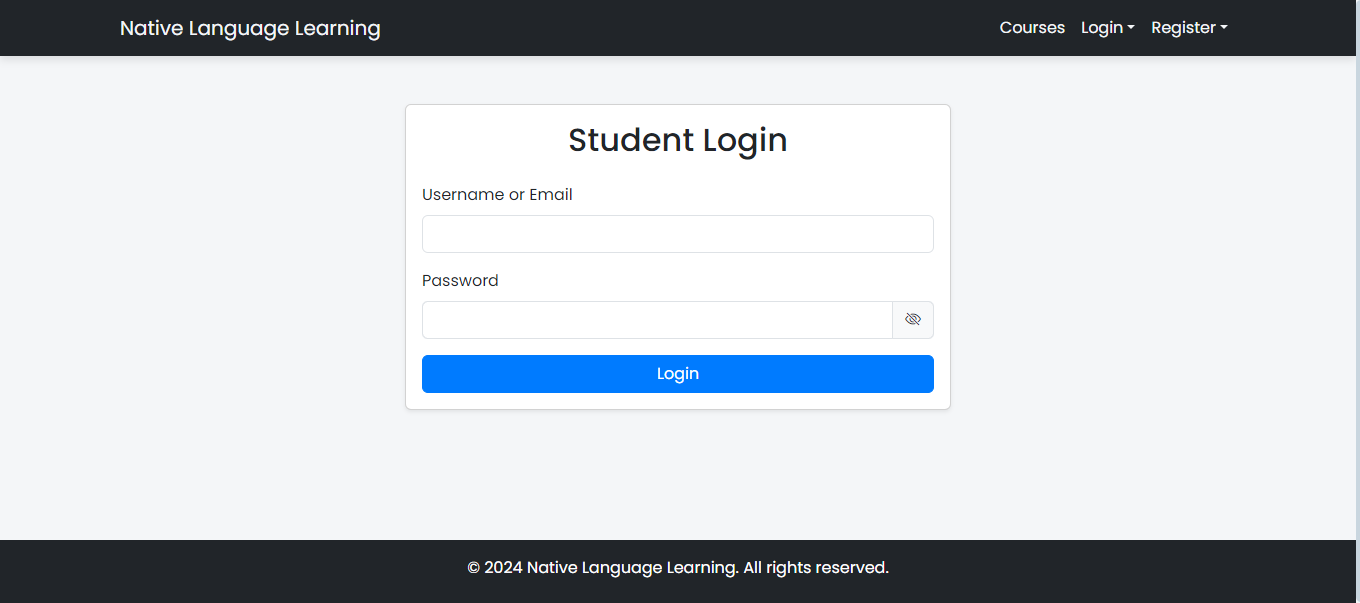 Native Language Learning
Courses Login Register
Student Login
Username or Email
Password
Login
© 2024 Native Language Learning. All rights reserved.